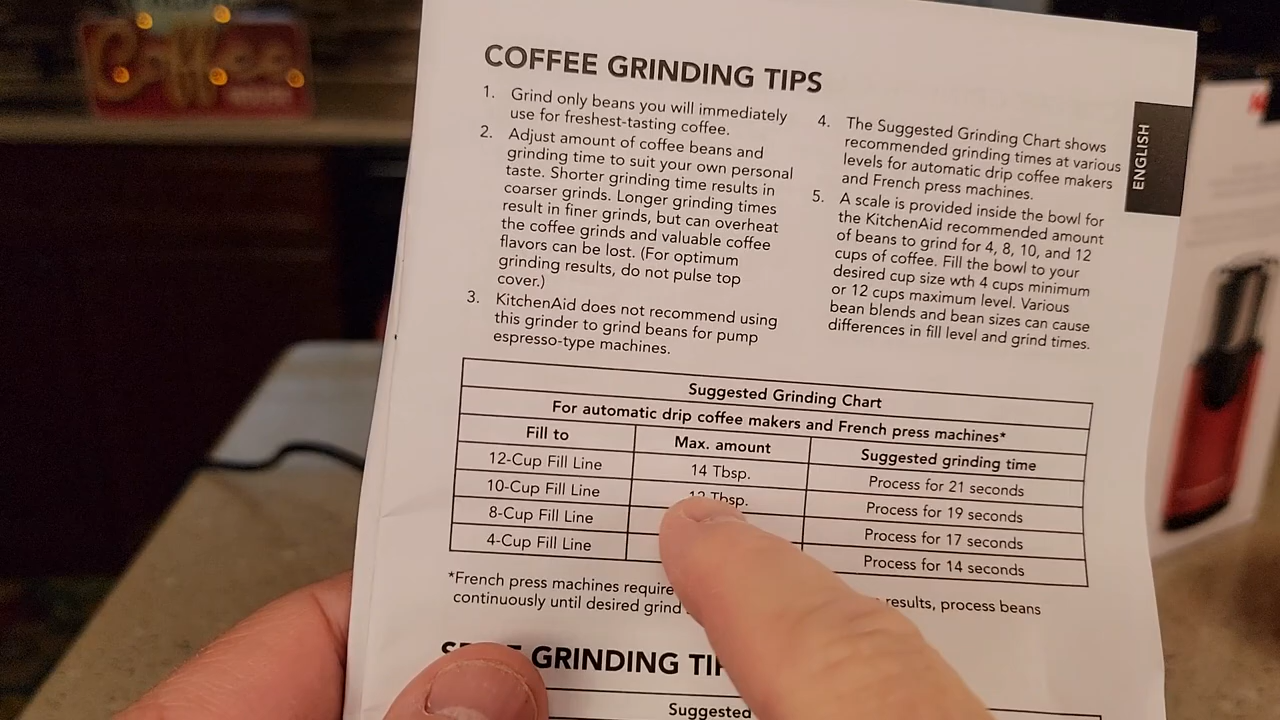 Coffee
COFFEE GRINDING TIPS
1. Grind only beans you will immediately
use for freshest-tasting coffee.
2. Adjust amount of coffee beans and
grinding time to suit your own personal
taste. Shorter grinding time results in
coarser grinds. Longer grinding times
result in finer grinds, but can overheat
the coffee grinds and valuable coffee
flavors can be lost. (For optimum
grinding results, do not pulse top
cover.)
3. KitchenAid does not recommend using
this grinder to grind beans for pump
espresso-type machines.
4. The Suggested Grinding Chart shows
recommended grinding times at various
levels for automatic drip coffee makers
and French press machines.
5. A scale is provided inside the bowl for
the KitchenAid recommended amount
of beans to grind for 4, 8, 10, and 12
cups of coffee. Fill the bowl to your
desired cup size wth 4 cups minimum
or 12 cups maximum level. Various
bean blends and bean sizes can cause
differences in fill level and grind times.
ENGLISH
Suggested Grinding Chart
For automatic drip coffee makers and French press machines*
Fill to Max. amount Suggested grinding time
12-Cup Fill Line 14 Tbsp. Process for 21 seconds
10-Cup Fill Line Tbsp. Process for 19 seconds
8-Cup Fill Line Process for 17 seconds
4-Cup Fill Line Process for 14 seconds
*French press machines require results, process beans
continuously until desired grind
GRINDING
Suggested